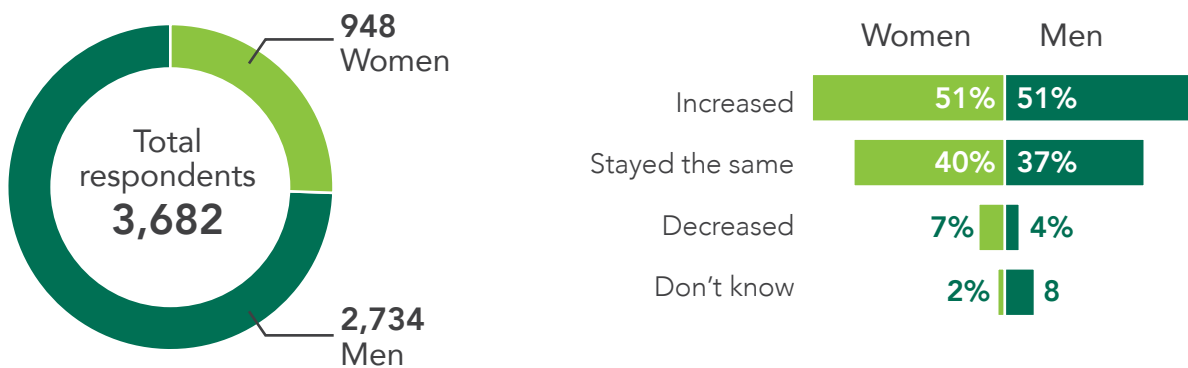 948
Women
Total
respondents
3,682
2,734
Men
Women Men
Increased 51% 51%
Stayed the same 40% 37%
Decreased 7% 4%
Don't know 2% 8